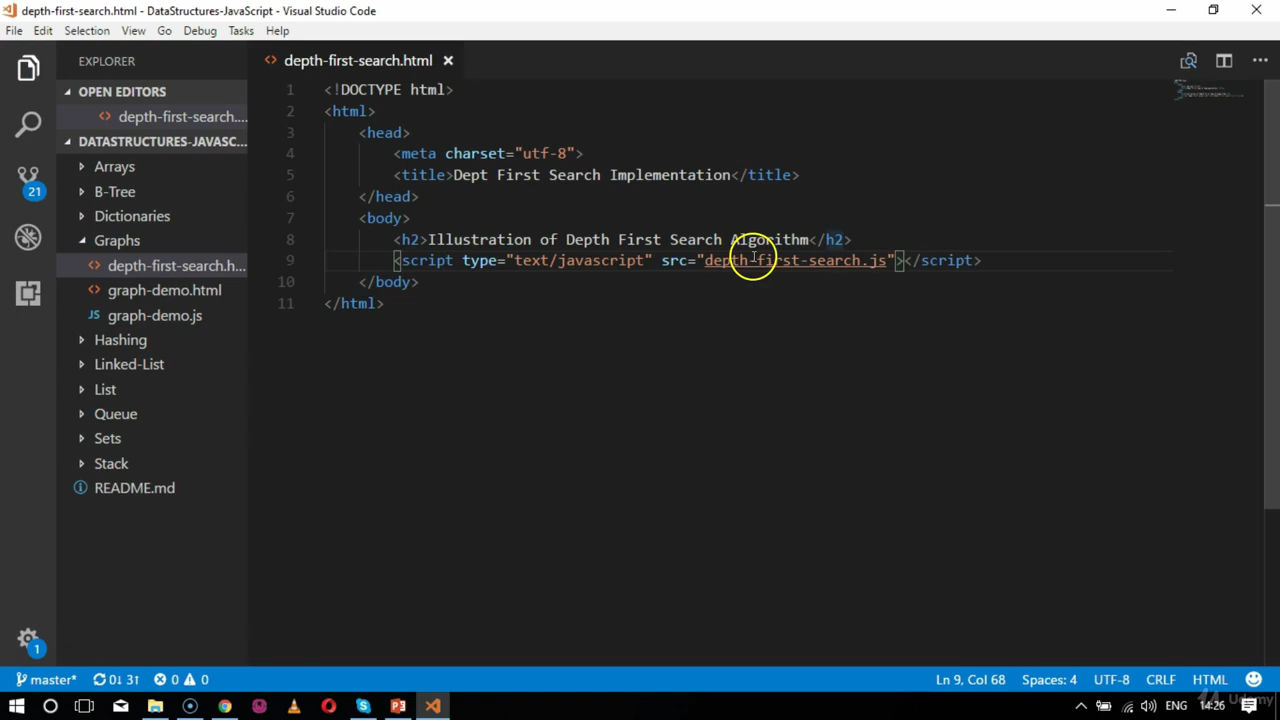 depth-first-search.html - DataStructures-JavaScript - Visual Studio Code
File Edit Selection View Go Debug Tasks Help
EXPLORER
OPEN EDITORS
depth-first-search....
DATASTRUCTURES-JAVASC...
Arrays
B-Tree
Dictionaries
Graphs
depth-first-search.h...
graph-demo.html
JS graph-demo.js
Hashing
Linked-List
List
Queue
Sets
Stack
README.md
21
1
depth-first-search.html
1 <!DOCTYPE html>
2 <html>
3 <head>
4 <meta charset="utf-8">
5 <title>Dept First Search Implementation</title>
6 </head>
7 <body>
8 <h2>Illustration of Depth First Search Algorithm</h2>
9 <script type="text/javascript" src="depth-first-search.js"></script>
10 </body>
11 </html>
master* 0↓ 3↑ 0 0 Ln 9, Col 68 Spaces: 4 UTF-8 CRLF HTML
ENG 14:26
Udemy